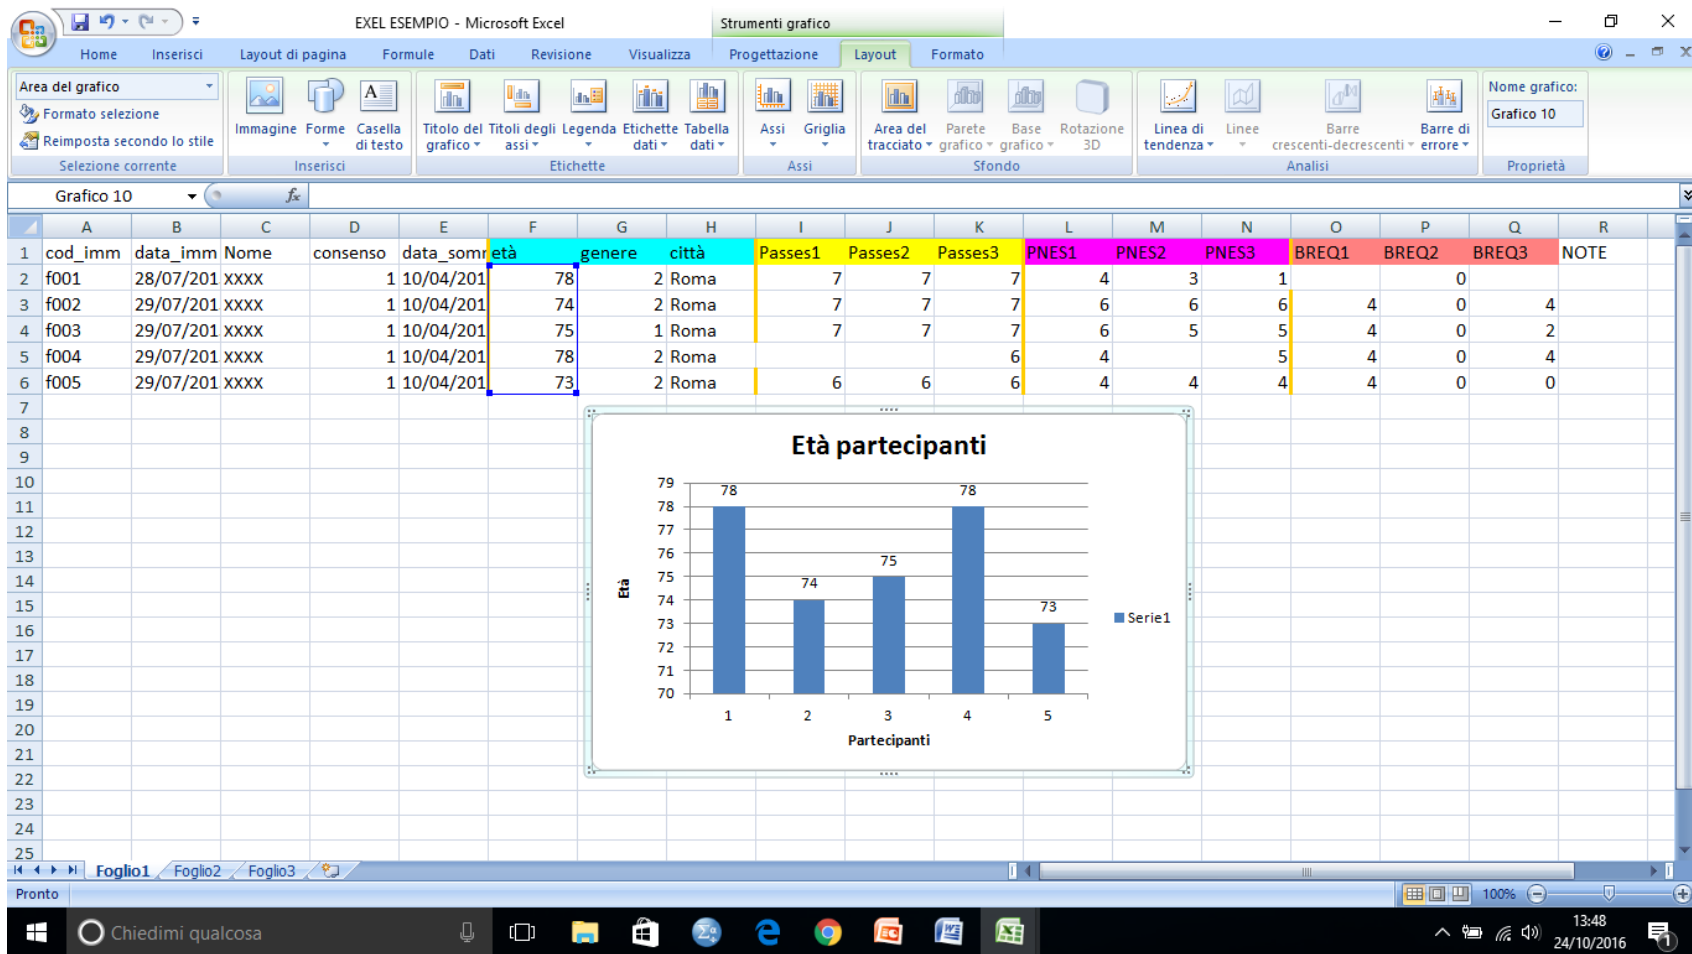 EXEL ESEMPIO - Microsoft Excel
Strumenti grafico
Home Inserisci Layout di pagina Formule Dati Revisione Visualizza Progettazione Layout Formato
Area del grafico
Formato selezione
Reimposta secondo lo stile
Selezione corrente
Immagine Forme Casella di testo
Inserisci
Titolo del grafico Titoli degli assi Legenda Etichette dati Tabella dati
Etichette
Assi Griglia
Assi
Area del tracciato Parete grafico Base grafico Rotazione 3D
Sfondo
Linea di tendenza Linee Barre crescenti-decrescenti Barre di errore
Analisi
Nome grafico:
Grafico 10
Proprietà
Grafico 10 fx
A B C D E F G H I J K L M N O P Q R
1 cod_imm data_imm Nome consenso data_somr età genere città Passes1 Passes2 Passes3 PNES1 PNES2 PNES3 BREQ1 BREQ2 BREQ3 NOTE
2 f001 28/07/201 XXXX 1 10/04/201 78 2 Roma 7 7 7 4 3 1 0
3 f002 29/07/201 XXXX 1 10/04/201 74 2 Roma 7 7 7 6 6 6 4 0 4
4 f003 29/07/201 XXXX 1 10/04/201 75 1 Roma 7 7 7 6 5 5 4 0 2
5 f004 29/07/201 XXXX 1 10/04/201 78 2 Roma 6 4 5 4 0 4
6 f005 29/07/201 XXXX 1 10/04/201 73 2 Roma 6 6 6 4 4 4 4 0 0
7
8
9
10
11
12
13
14
15
16
17
18
19
20
21
22
23
24
25
Età partecipanti
79
78
77
76
75
74
73
72
71
70
Età
78 74 75 78 73
Serie1
1 2 3 4 5
Partecipanti
Foglio1 Foglio2 Foglio3
Pronto
100%
Chiedimi qualcosa
13:48
24/10/2016
1